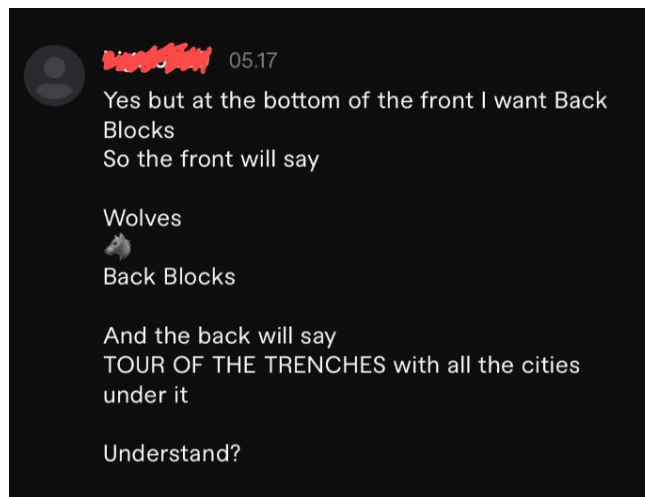 05.17
Yes but at the bottom of the front I want Back
Blocks
So the front will say
Wolves
Back Blocks
And the back will say
TOUR OF THE TRENCHES with all the cities
under it
Understand?